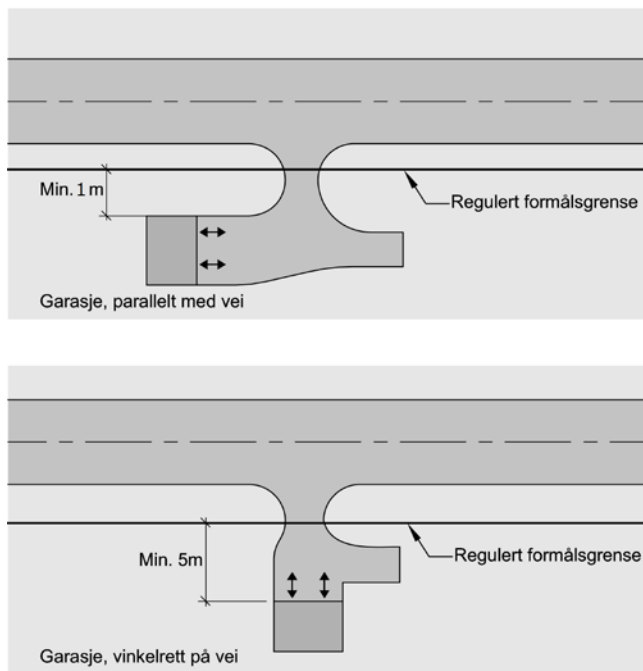 Min. 1 m
Regulert formålsgrense
Garasje, parallelt med vei
Regulert formålsgrense
Min. 5m
Garasje, vinkelrett på vei